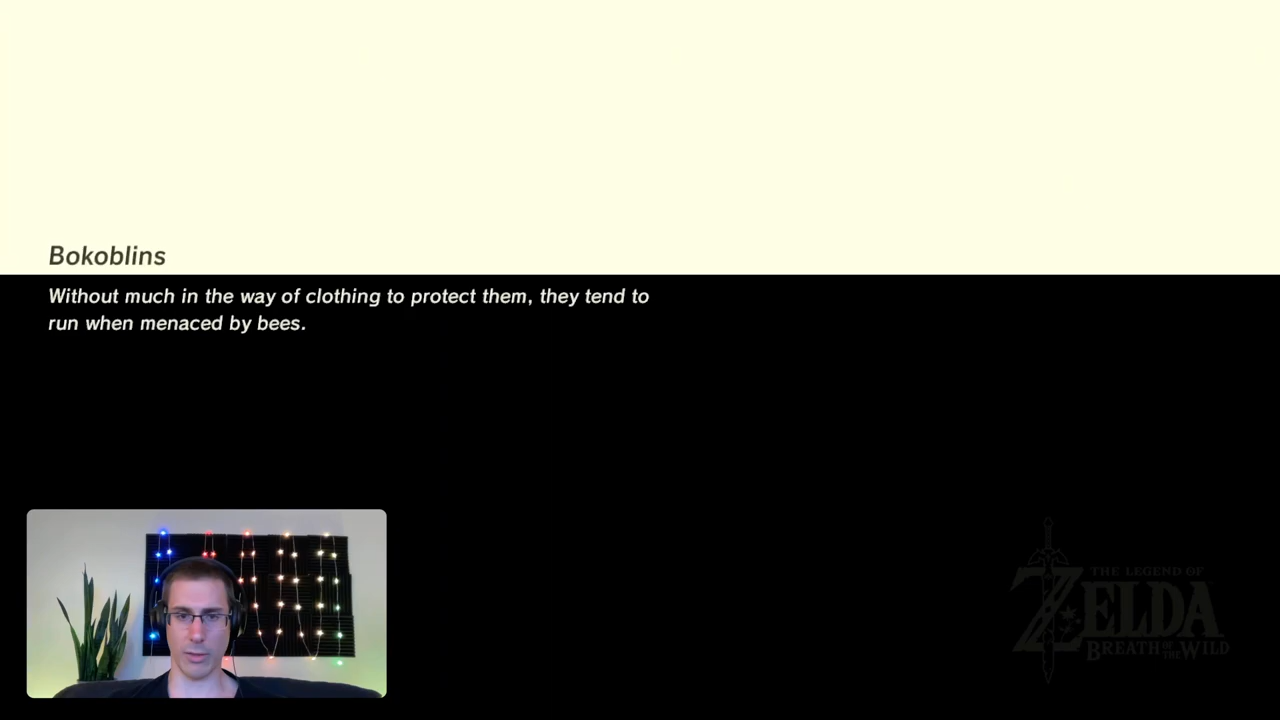 Bokoblins
Without much in the way of clothing to protect them, they tend to
run when menaced by bees.
THE LEGEND OF
ZELDA
BREATH OF THE WILD